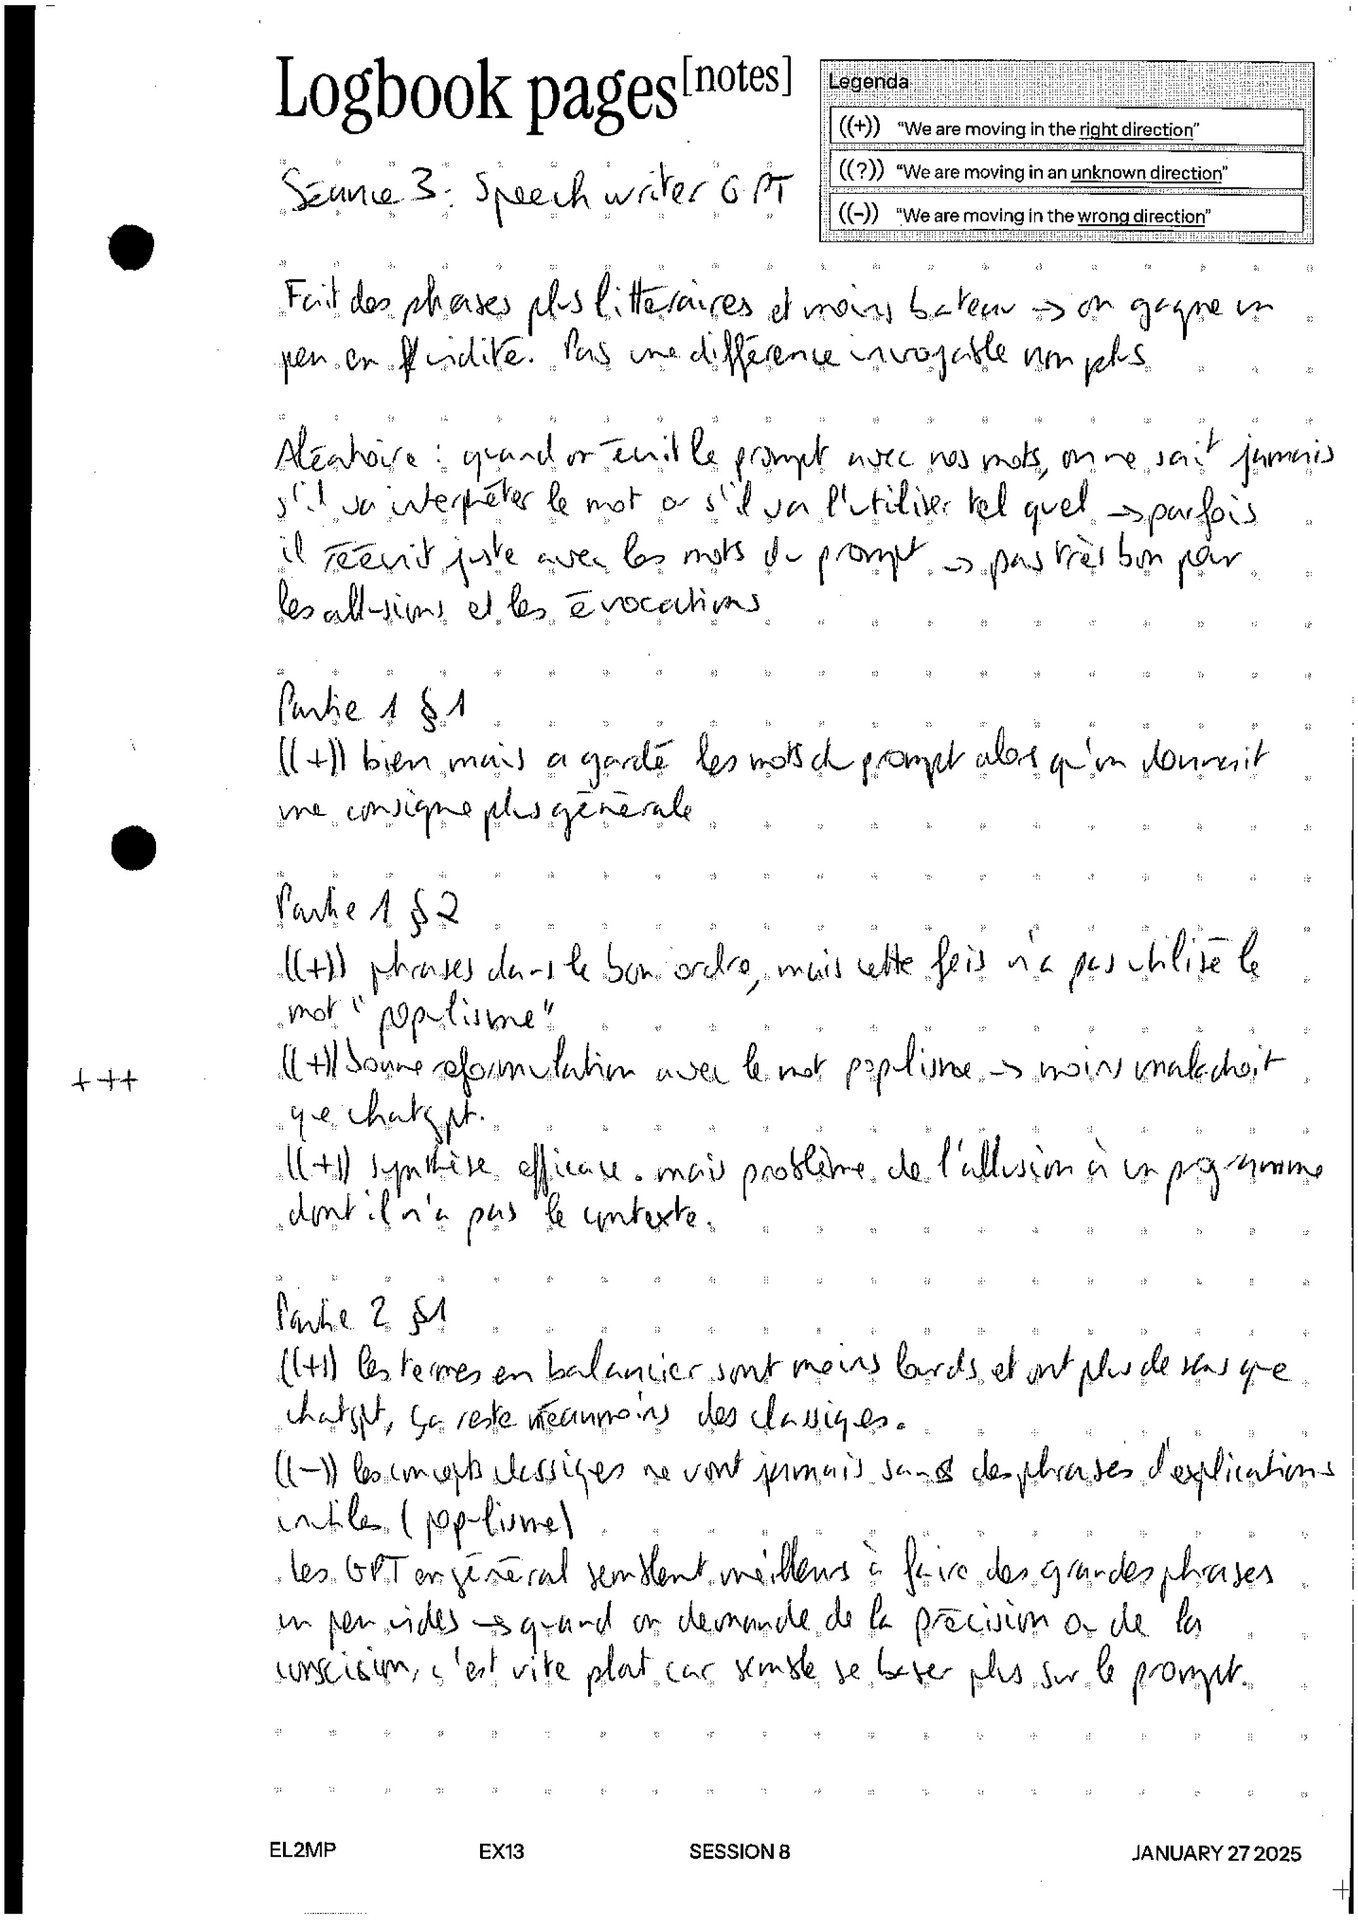 Logbook pages[notes]
Legenda
((+)) “We are moving in the right direction”
((?)) “We are moving in an unknown direction”
((-)) “We are moving in the wrong direction”
Séance 3 : Speech writer GPT
Fait des phrases plus littéraires et moins bateau -> on gagne un
peu en fluidité. Pas une différence incroyable non plus
Aléatoire : quand on écrit le prompt avec nos mots, on ne sait jamais
s'il va interpréter le mot ou s'il va l'utiliser tel quel -> parfois
il réécrit juste avec les mots du prompt -> pas très bon pour
les allusions et les évocations
Partie 1 §1
((+)) bien mais a gardé les mots du prompt alors qu'on donnait
une consigne plus générale
Partie 1 §2
((+)) phrases dans le bon ordre, mais cette fois n'a pas utilisé le
mot "populisme"
((+)) bonne reformulation avec le mot populisme -> moins maladroit
que chatgpt.
+++
((+)) synthèse efficace. mais problème de l'allusion à un programme
dont il n'a pas le contexte.
Partie 2 §1
((+)) les termes en balancier sont moins lourds et ont plus de sens que
chatgpt, ça reste néanmoins des classiques.
((-)) les concepts classiques ne vont jamais sans des phrases d'explications
inutiles (populisme)
Les GPT en général semblent meilleurs à faire des grandes phrases
un peu vides -> quand on demande de la précision ou de la
conscision, c'est vite plat car semble se baser plus sur le prompt.
EL2MP EX13 SESSION 8 JANUARY 27 2025